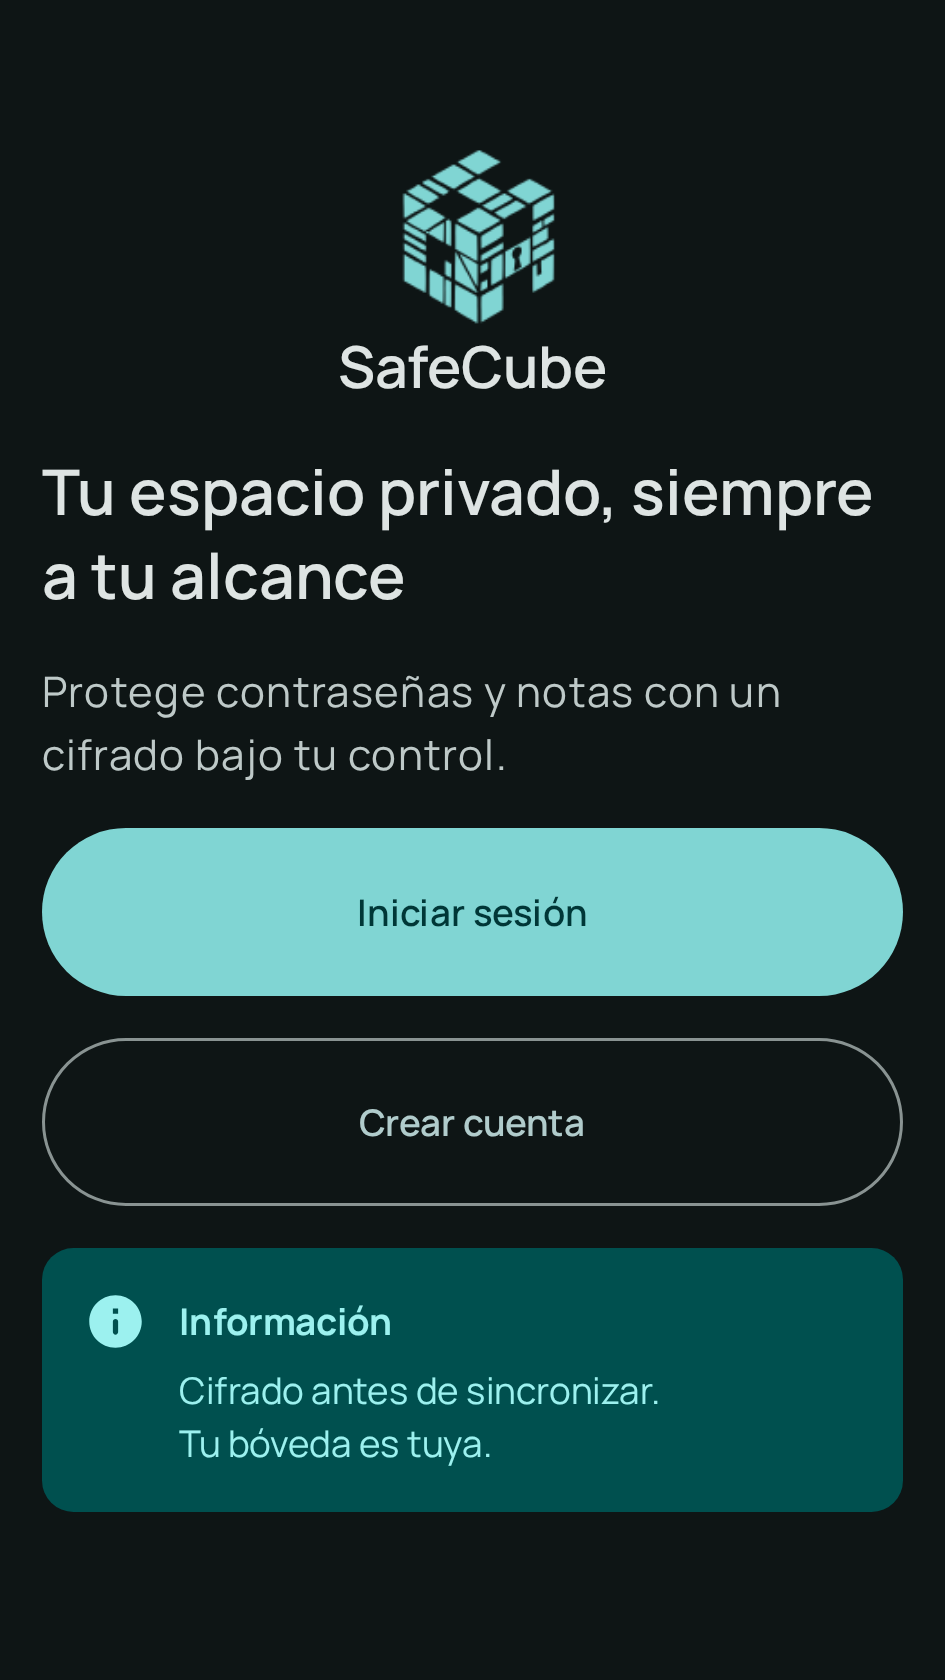 SafeCube
Tu espacio privado, siempre
a tu alcance
Protege contraseñas y notas con un
cifrado bajo tu control.
Iniciar sesión
Crear cuenta
Información
Cifrado antes de sincronizar.
Tu bóveda es tuya.